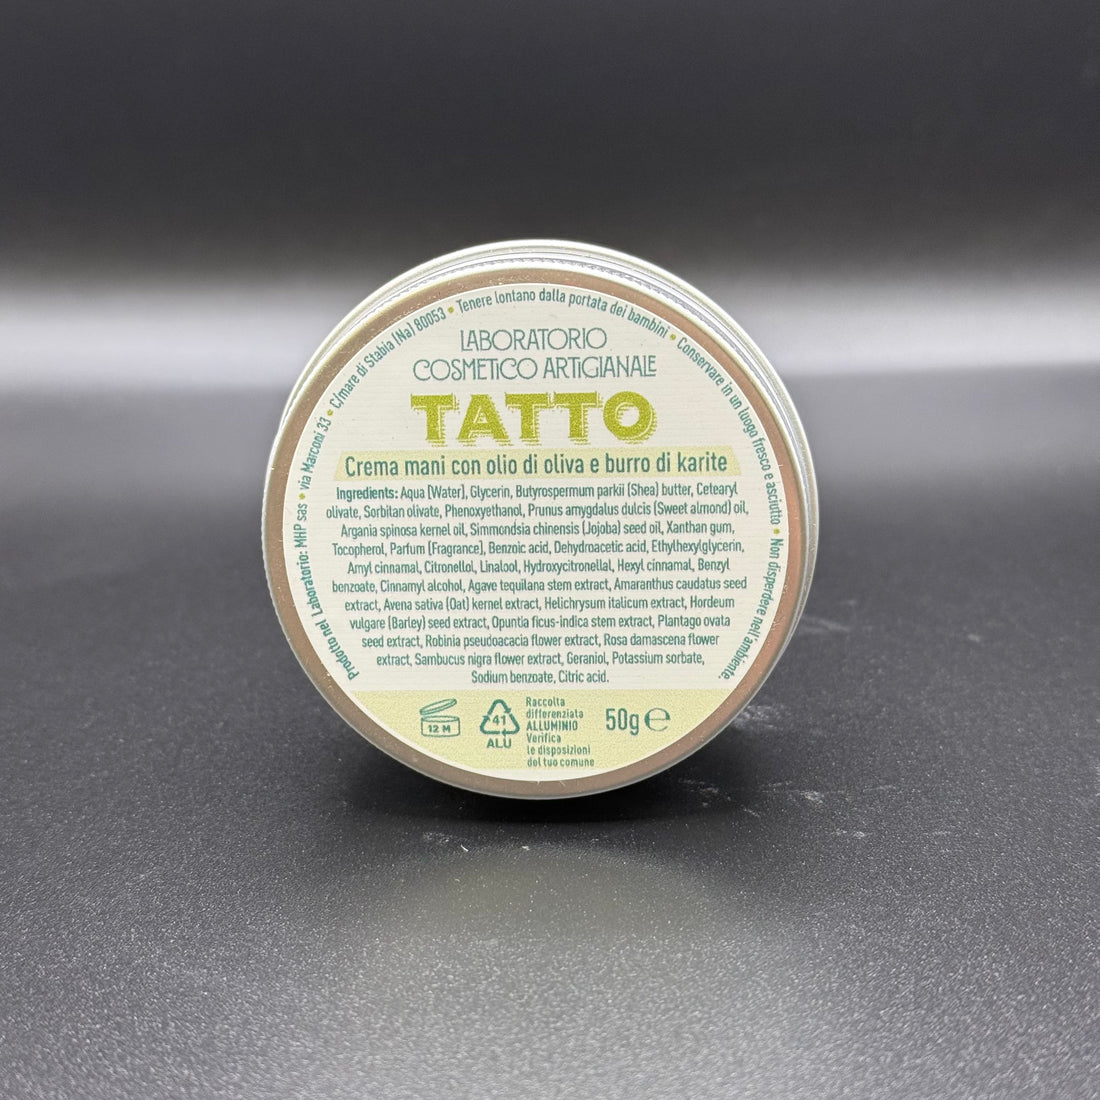 Prodotto nel Laboratorio: MHP sas • via Marconi 33 • C/mare di Stabia (Na) 80053 • Tenere lontano dalla portata dei bambini • Conservare in un luogo fresco e asciutto • Non disperdere nell'ambiente.
LABORATORIO
COSMETICO ARTIGIANALE
TATTO
Crema mani con olio di oliva e burro di karite
Ingredients: Aqua (Water), Glycerin, Butyrospermum parkii (Shea) butter, Cetearyl
olivate, Sorbitan olivate, Phenoxyethanol, Prunus amygdalus dulcis (Sweet almond) oil,
Argania spinosa kernel oil, Simmondsia chinensis (Jojoba) seed oil, Xanthan gum,
Tocopherol, Parfum (Fragrance), Benzoic acid, Dehydroacetic acid, Ethylhexylglycerin,
Amyl cinnamal, Citronellol, Linalool, Hydroxycitronellal, Hexyl cinnamal, Benzyl
benzoate, Cinnamyl alcohol, Agave tequilana stem extract, Amaranthus caudatus seed
extract, Avena sativa (Oat) kernel extract, Helichrysum italicum extract, Hordeum
vulgare (Barley) seed extract, Opuntia ficus-indica stem extract, Plantago ovata
seed extract, Robinia pseudoacacia flower extract, Rosa damascena flower
extract, Sambucus nigra flower extract, Geraniol, Potassium sorbate,
Sodium benzoate, Citric acid.
12 M
41
ALU
Raccolta
differenziata
ALLUMINIO
Verifica
le disposizioni
del tuo comune
50g ℮